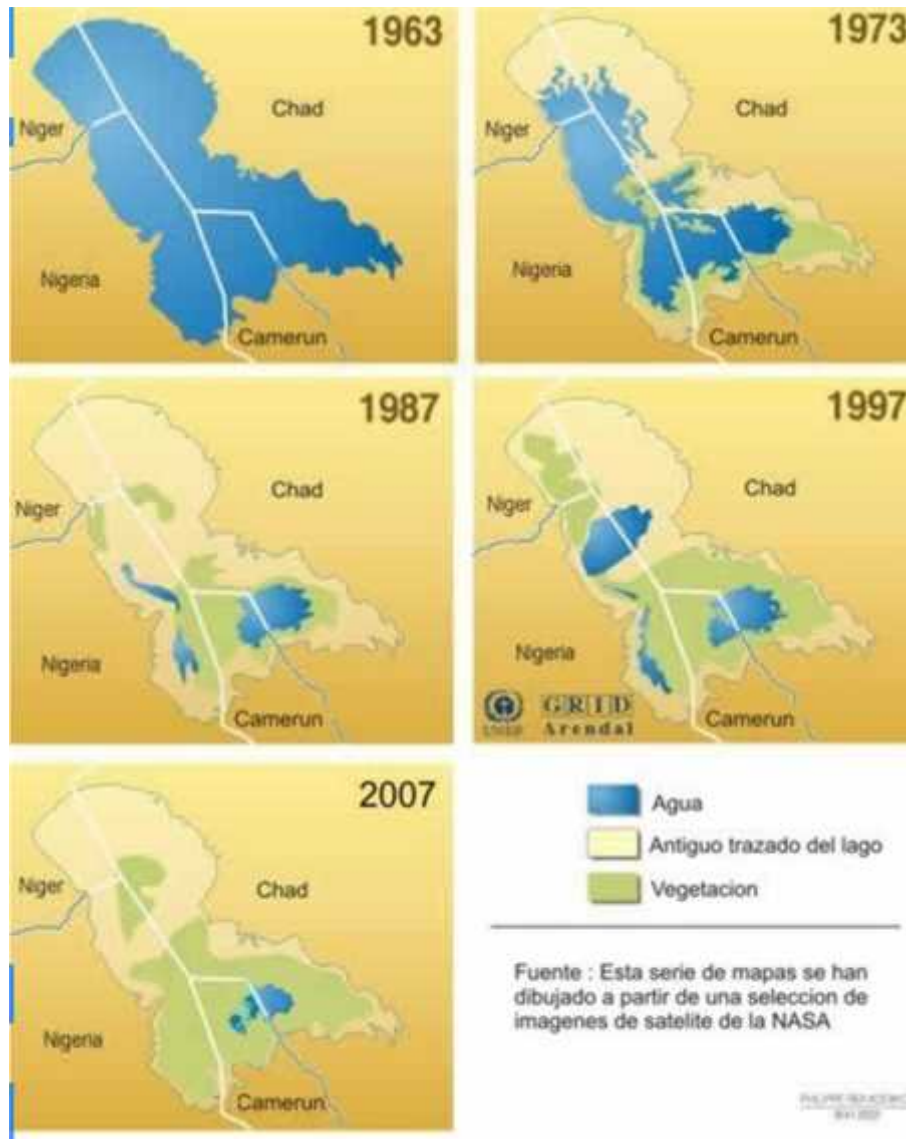 1963
Chad
Niger
Nigeria
Camerun
1973
Chad
Niger
Nigeria
Camerun
1987
Chad
Niger
Nigeria
Camerun
1997
Chad
Niger
Nigeria
Camerun
UNEP
GRID
Arendal
2007
Chad
Niger
Nigeria
Camerun
Agua
Antiguo trazado del lago
Vegetacion
Fuente : Esta serie de mapas se han
dibujado a partir de una seleccion de
imagenes de satelite de la NASA